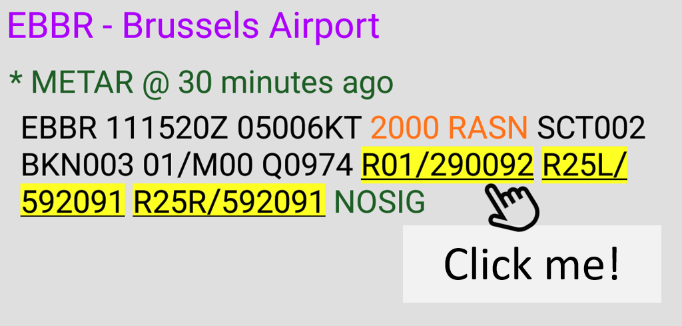 EBBR - Brussels Airport
* METAR @ 30 minutes ago
EBBR 111520Z 05006KT 2000 RASN SCT002
BKN003 01/M00 Q0974 R01/290092 R25L/
592091 R25R/592091 NOSIG
Click me!